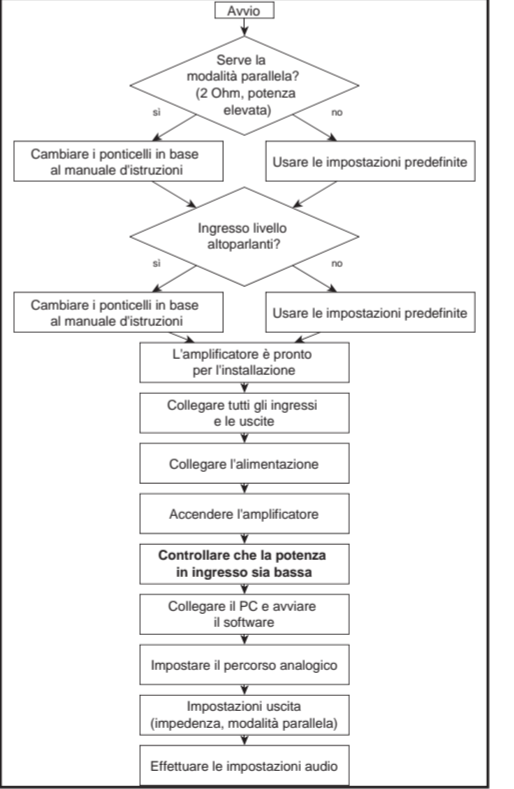 Avvio
Serve la
modalità parallela?
(2 Ohm, potenza
elevata)
sì
no
Cambiare i ponticelli in base
al manuale d'istruzioni
Usare le impostazioni predefinite
Ingresso livello
altoparlanti?
sì
no
Cambiare i ponticelli in base
al manuale d'istruzioni
Usare le impostazioni predefinite
L'amplificatore è pronto
per l'installazione
Collegare tutti gli ingressi
e le uscite
Collegare l'alimentazione
Accendere l'amplificatore
Controllare che la potenza
in ingresso sia bassa
Collegare il PC e avviare
il software
Impostare il percorso analogico
Impostazioni uscita
(impedenza, modalità parallela)
Effettuare le impostazioni audio